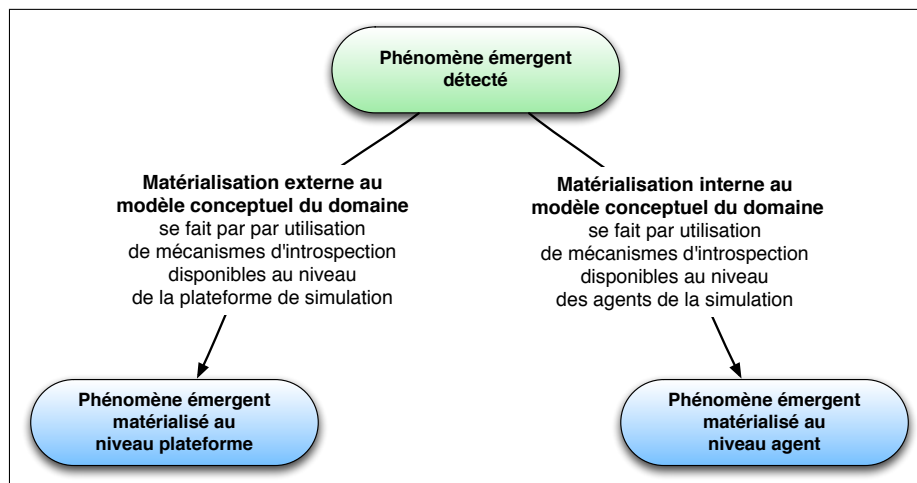 Phénomène émergent
détecté
Matérialisation externe au
modèle conceptuel du domaine
se fait par par utilisation
de mécanismes d'introspection
disponibles au niveau
de la plateforme de simulation
Matérialisation interne au
modèle conceptuel du domaine
se fait par utilisation
de mécanismes d'introspection
disponibles au niveau
des agents de la simulation
Phénomène émergent
matérialisé au
niveau plateforme
Phénomène émergent
matérialisé au
niveau agent